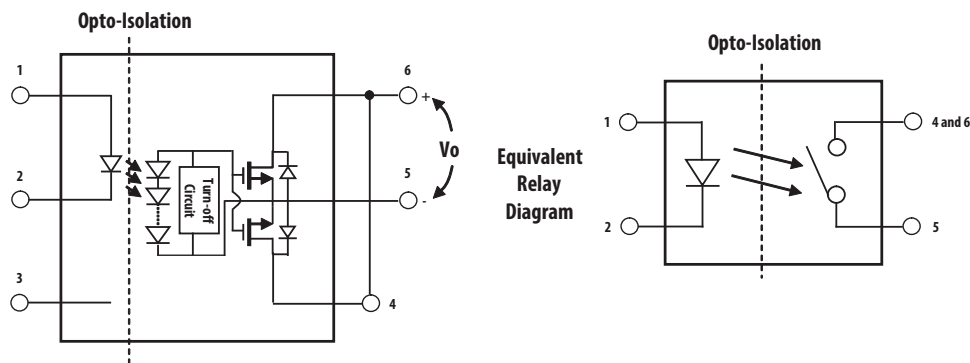 Opto-Isolation
1
2
3
Turn-off
Circuit
6
+
Vo
5
-
4
Equivalent
Relay
Diagram
Opto-Isolation
1
2
4 and 6
5